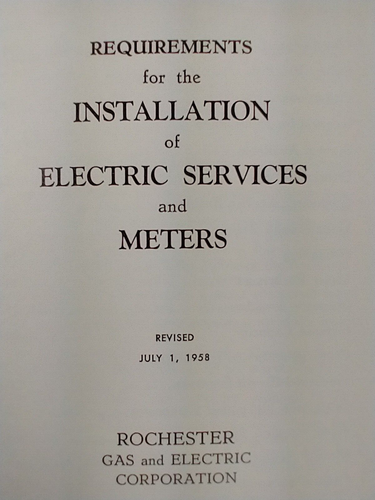 REQUIREMENTS
for the
INSTALLATION
of
ELECTRIC SERVICES
and
METERS
REVISED
JULY 1, 1958
ROCHESTER
GAS and ELECTRIC
CORPORATION